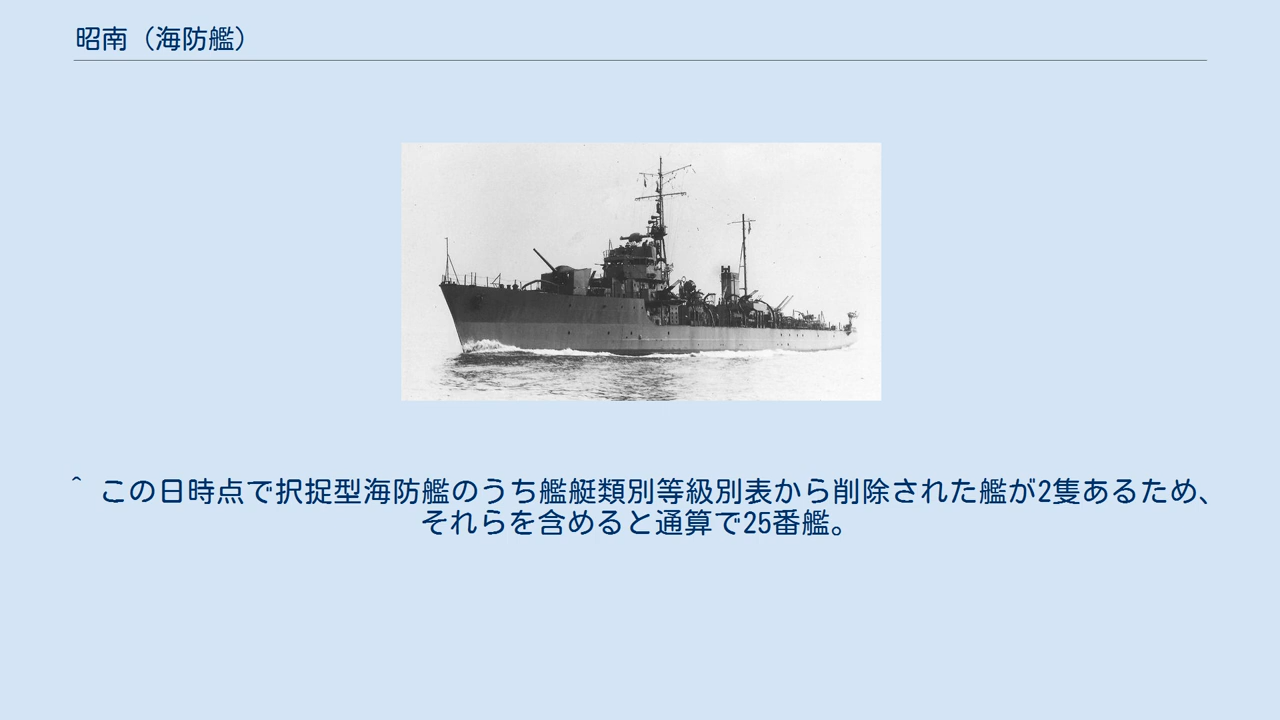 昭南（海防艦）
^ この日時点で択捉型海防艦のうち艦艇類別等級別表から削除された艦が2隻あるため、
それらを含めると通算で25番艦。